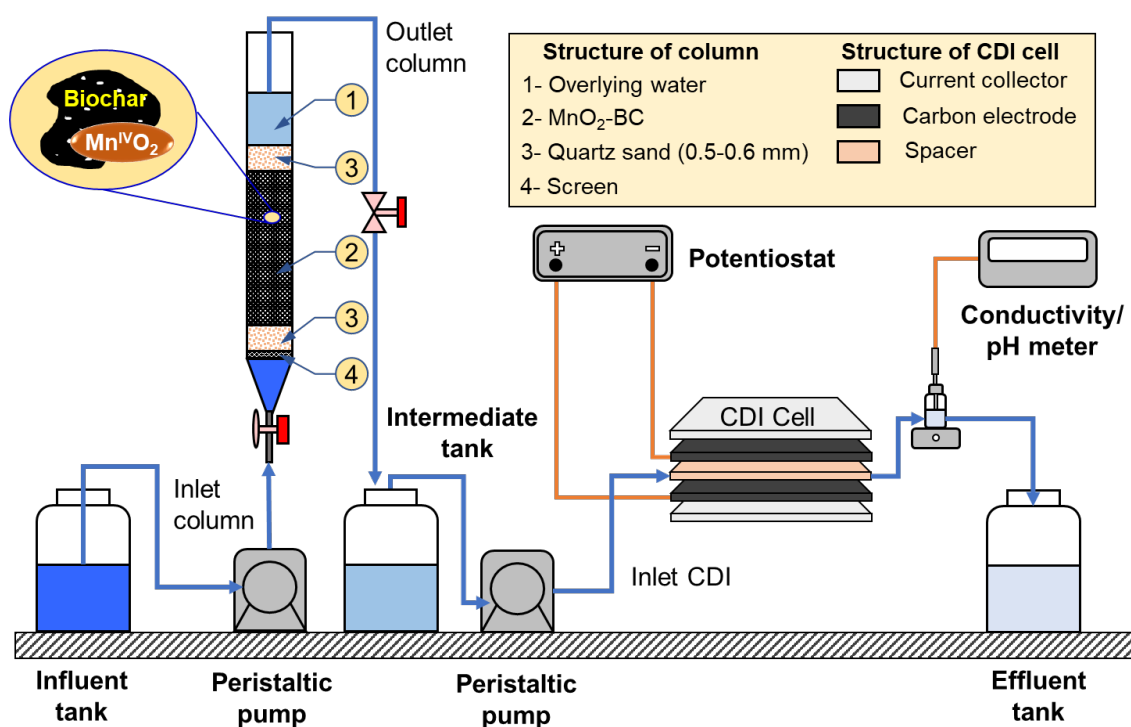 Outlet
column
Biochar
Mn^IVO₂
1
3
2
3
4
Structure of column
1- Overlying water
2- MnO₂-BC
3- Quartz sand (0.5-0.6 mm)
4- Screen
Structure of CDI cell
Current collector
Carbon electrode
Spacer
+
−
Potentiostat
Conductivity/
pH meter
Intermediate
tank
CDI Cell
Inlet
column
Inlet CDI
Influent
tank
Peristaltic
pump
Peristaltic
pump
Effluent
tank